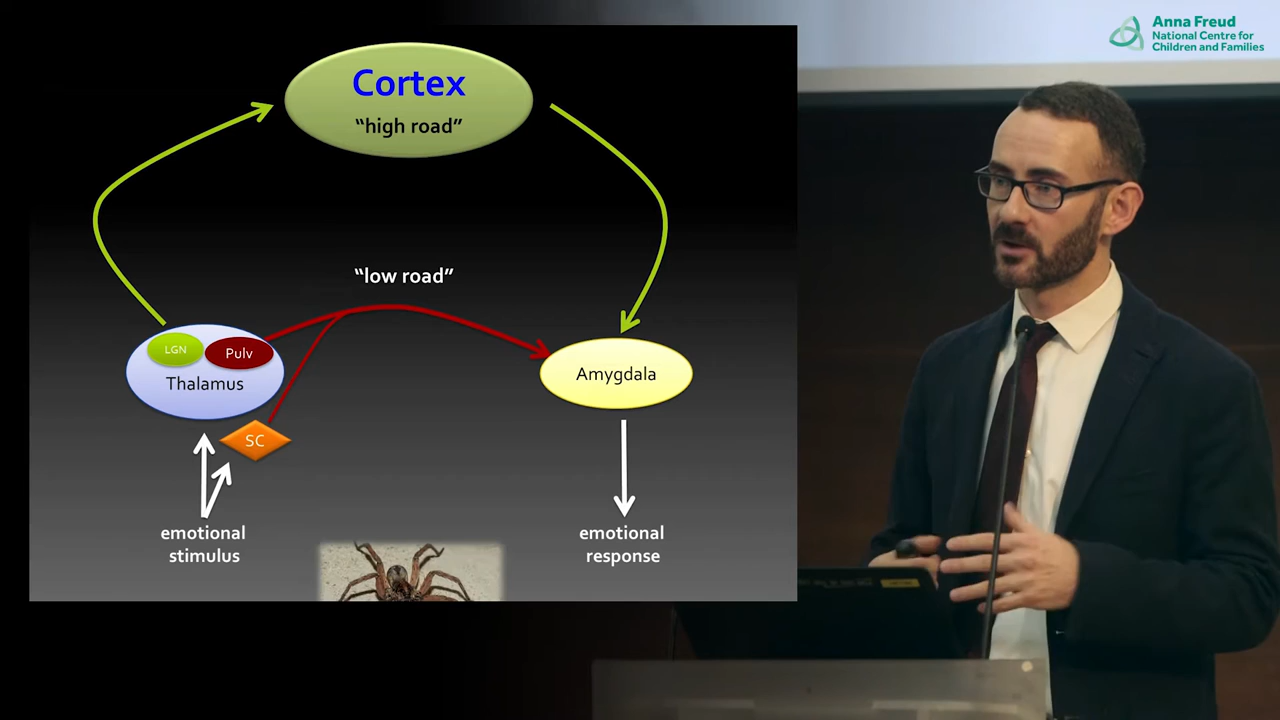 Anna Freud
National Centre for
Children and Families
Cortex
“high road”
“low road”
LGN
Pulv
Thalamus
Amygdala
SC
emotional
stimulus
emotional
response